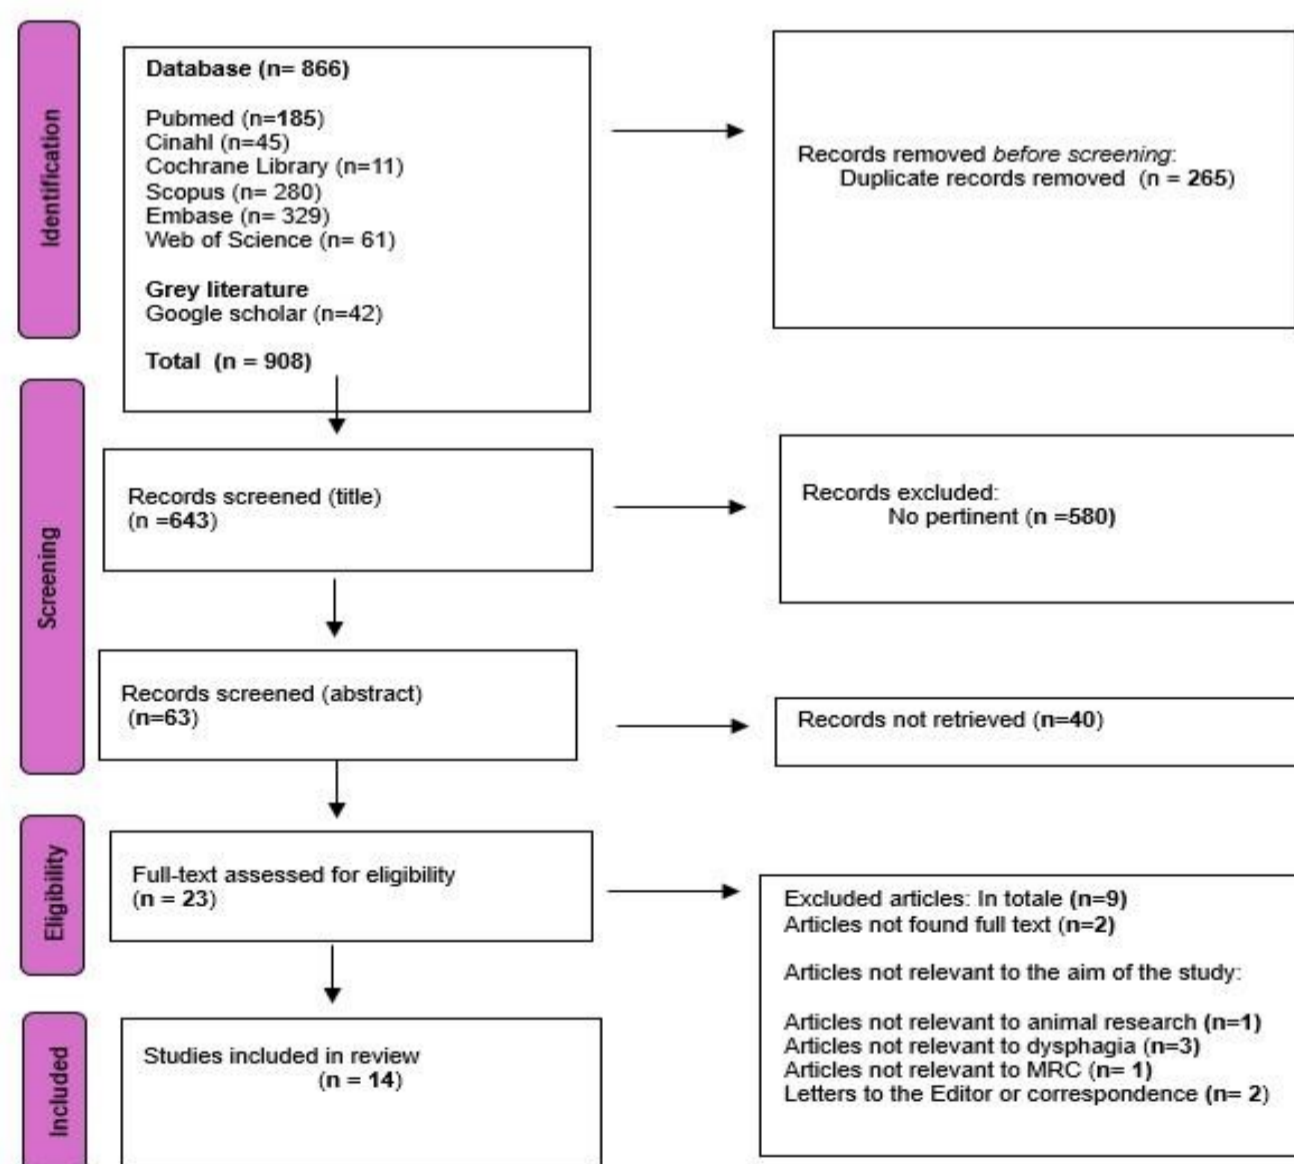 Identification
Database (n= 866)
Pubmed (n=185)
Cinahl (n=45)
Cochrane Library (n=11)
Scopus (n= 280)
Embase (n= 329)
Web of Science (n= 61)
Grey literature
Google scholar (n=42)
Total (n = 908)
Records removed before screening:
Duplicate records removed (n = 265)
Screening
Records screened (title)
(n =643)
Records excluded:
No pertinent (n =580)
Records screened (abstract)
(n=63)
Records not retrieved (n=40)
Eligibility
Full-text assessed for eligibility
(n = 23)
Excluded articles: In totale (n=9)
Articles not found full text (n=2)
Articles not relevant to the aim of the study:
Articles not relevant to animal research (n=1)
Articles not relevant to dysphagia (n=3)
Articles not relevant to MRC (n= 1)
Letters to the Editor or correspondence (n= 2)
Included
Studies included in review
(n = 14)